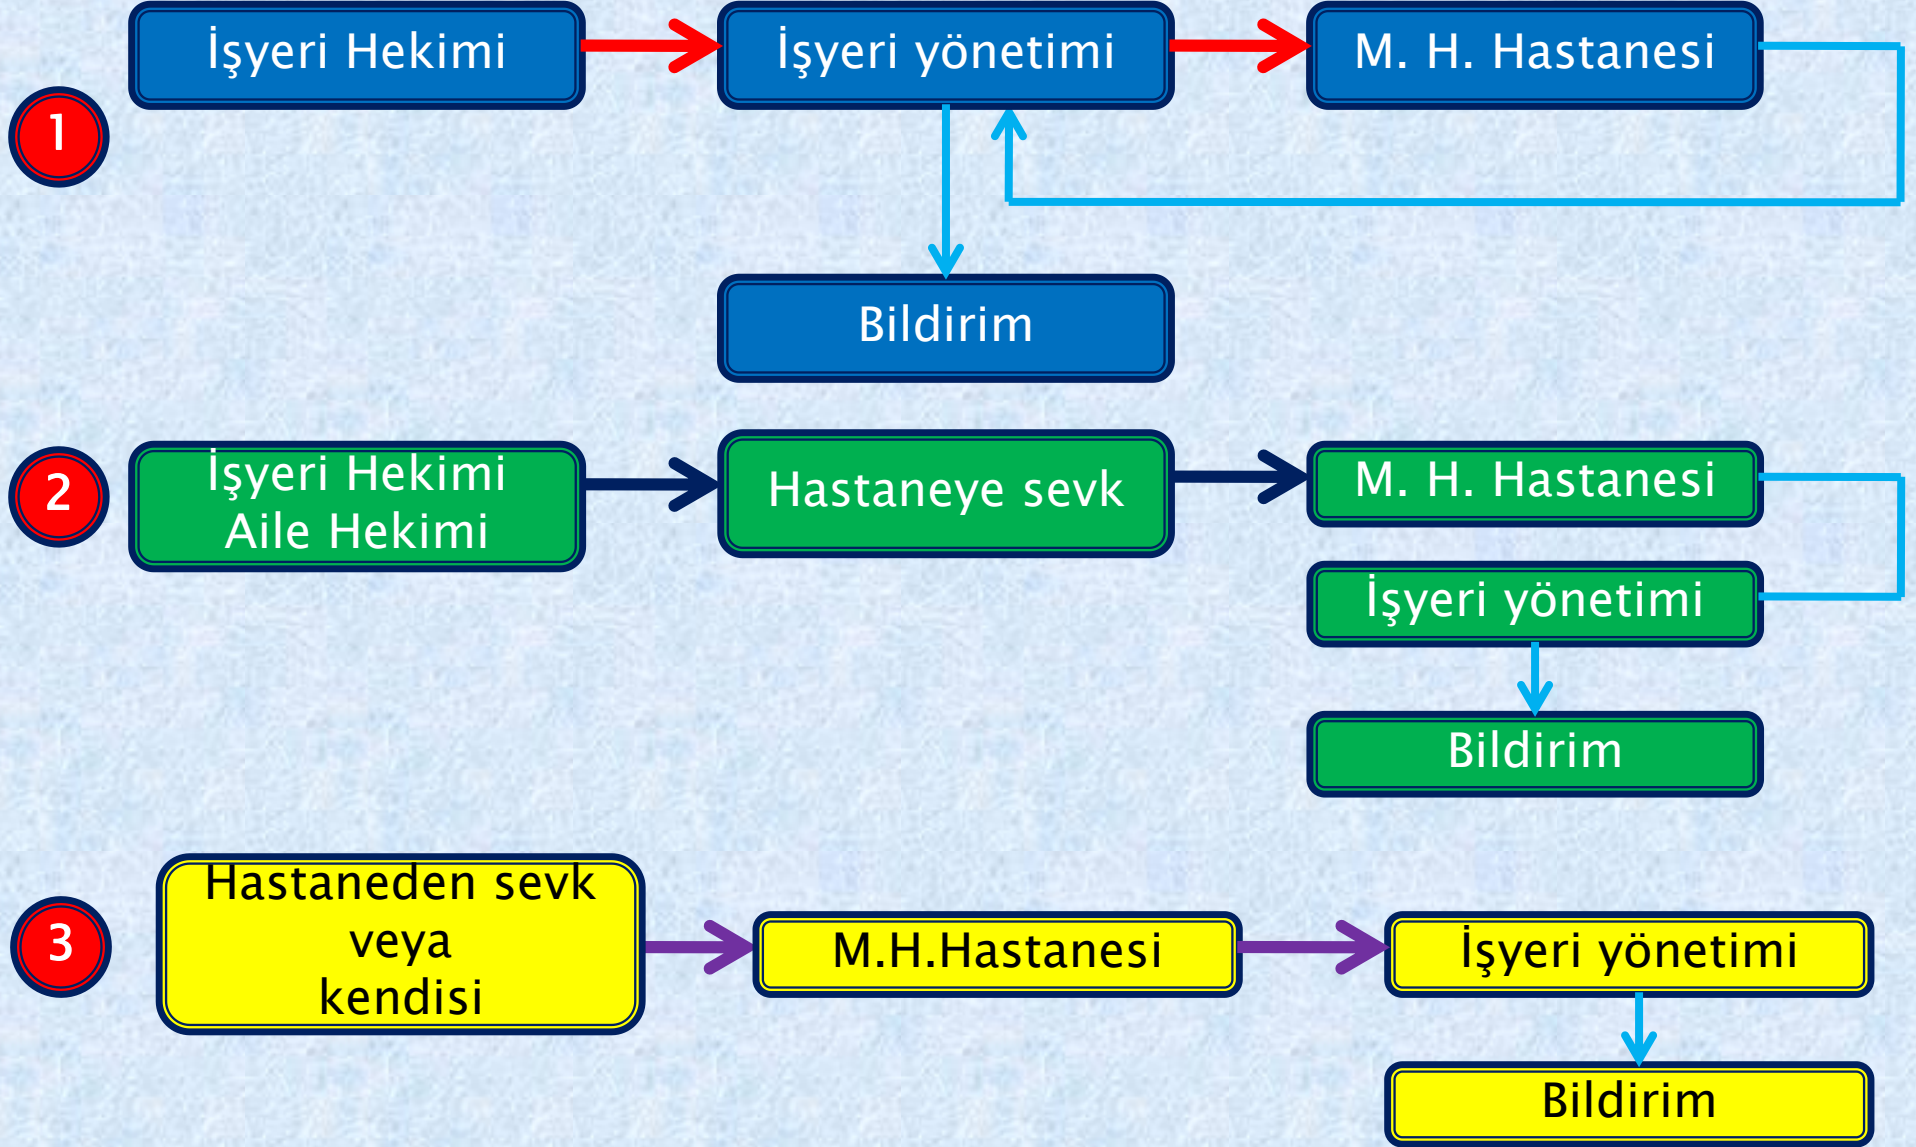 1
İşyeri Hekimi
İşyeri yönetimi
M. H. Hastanesi
Bildirim
2
İşyeri Hekimi
Aile Hekimi
Hastaneye sevk
M. H. Hastanesi
İşyeri yönetimi
Bildirim
3
Hastaneden sevk
veya
kendisi
M.H.Hastanesi
İşyeri yönetimi
Bildirim